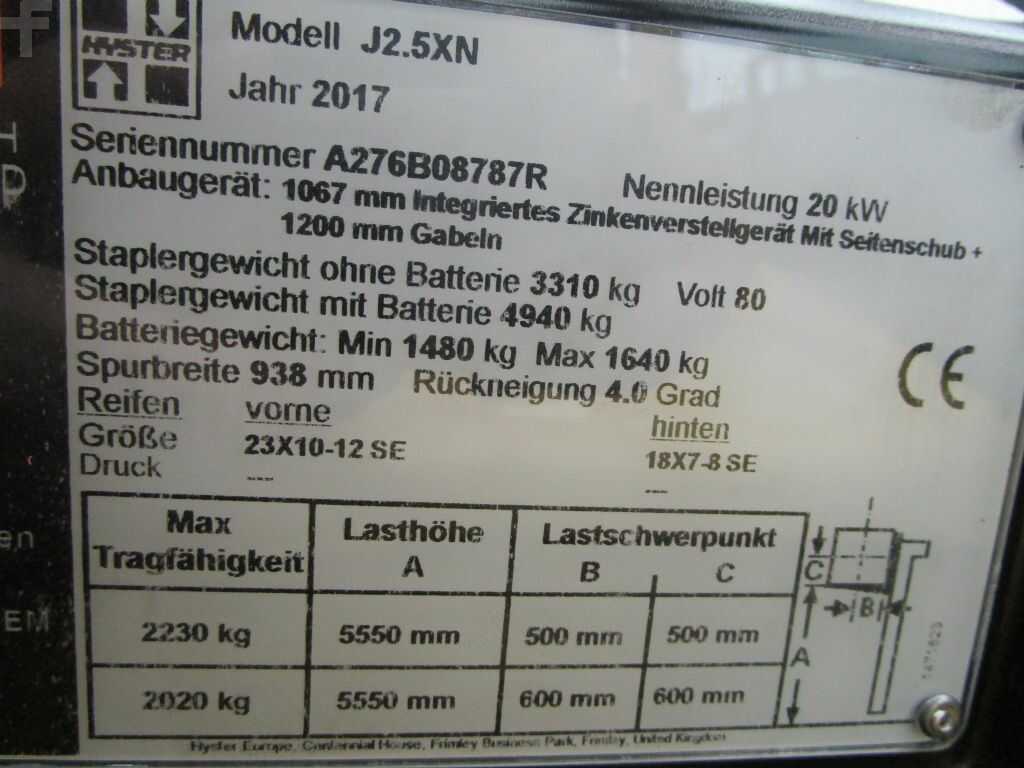 HYSTER
Modell J2.5XN
Jahr 2017
Seriennummer A276B08787R Nennleistung 20 kW
Anbaugerät: 1067 mm Integriertes Zinkenverstellgerät Mit Seitenschub +
1200 mm Gabeln
Staplergewicht ohne Batterie 3310 kg Volt 80
Staplergewicht mit Batterie 4940 kg
Batteriegewicht: Min 1480 kg Max 1640 kg
Spurbreite 938 mm Rückneigung 4.0 Grad
CE
Reifen vorne hinten
Größe 23X10-12 SE 18X7-8 SE
Druck ---- ----
Max Lasthöhe Lastschwerpunkt
Tragfähigkeit A B C
2230 kg 5550 mm 500 mm 500 mm
2020 kg 5550 mm 600 mm 600 mm
C
B
A
Hyster Europe, Centennial House, Frimley Business Park, Frimley, United Kingdom
en
EM